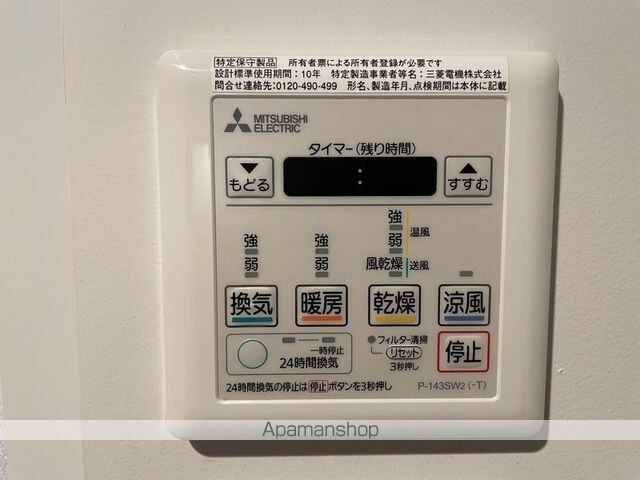 特定保守製品 所有者票による所有者登録が必要です
設計標準使用期間：10年 特定製造事業者等名：三菱電機株式会社
問合せ連絡先：0120-490-499 形名、製造年月、点検期間は本体に記載
MITSUBISHI
ELECTRIC
タイマー(残り時間)
もどる
:
すすむ
強
強
強
温風
弱
弱
弱
風乾燥
送風
換気
暖房
乾燥
涼風
一時停止
24時間換気
フィルター清掃
リセット
3秒押し
停止
24時間換気の停止は停止ボタンを3秒押し
P-143SW2(-T)
Apamanshop